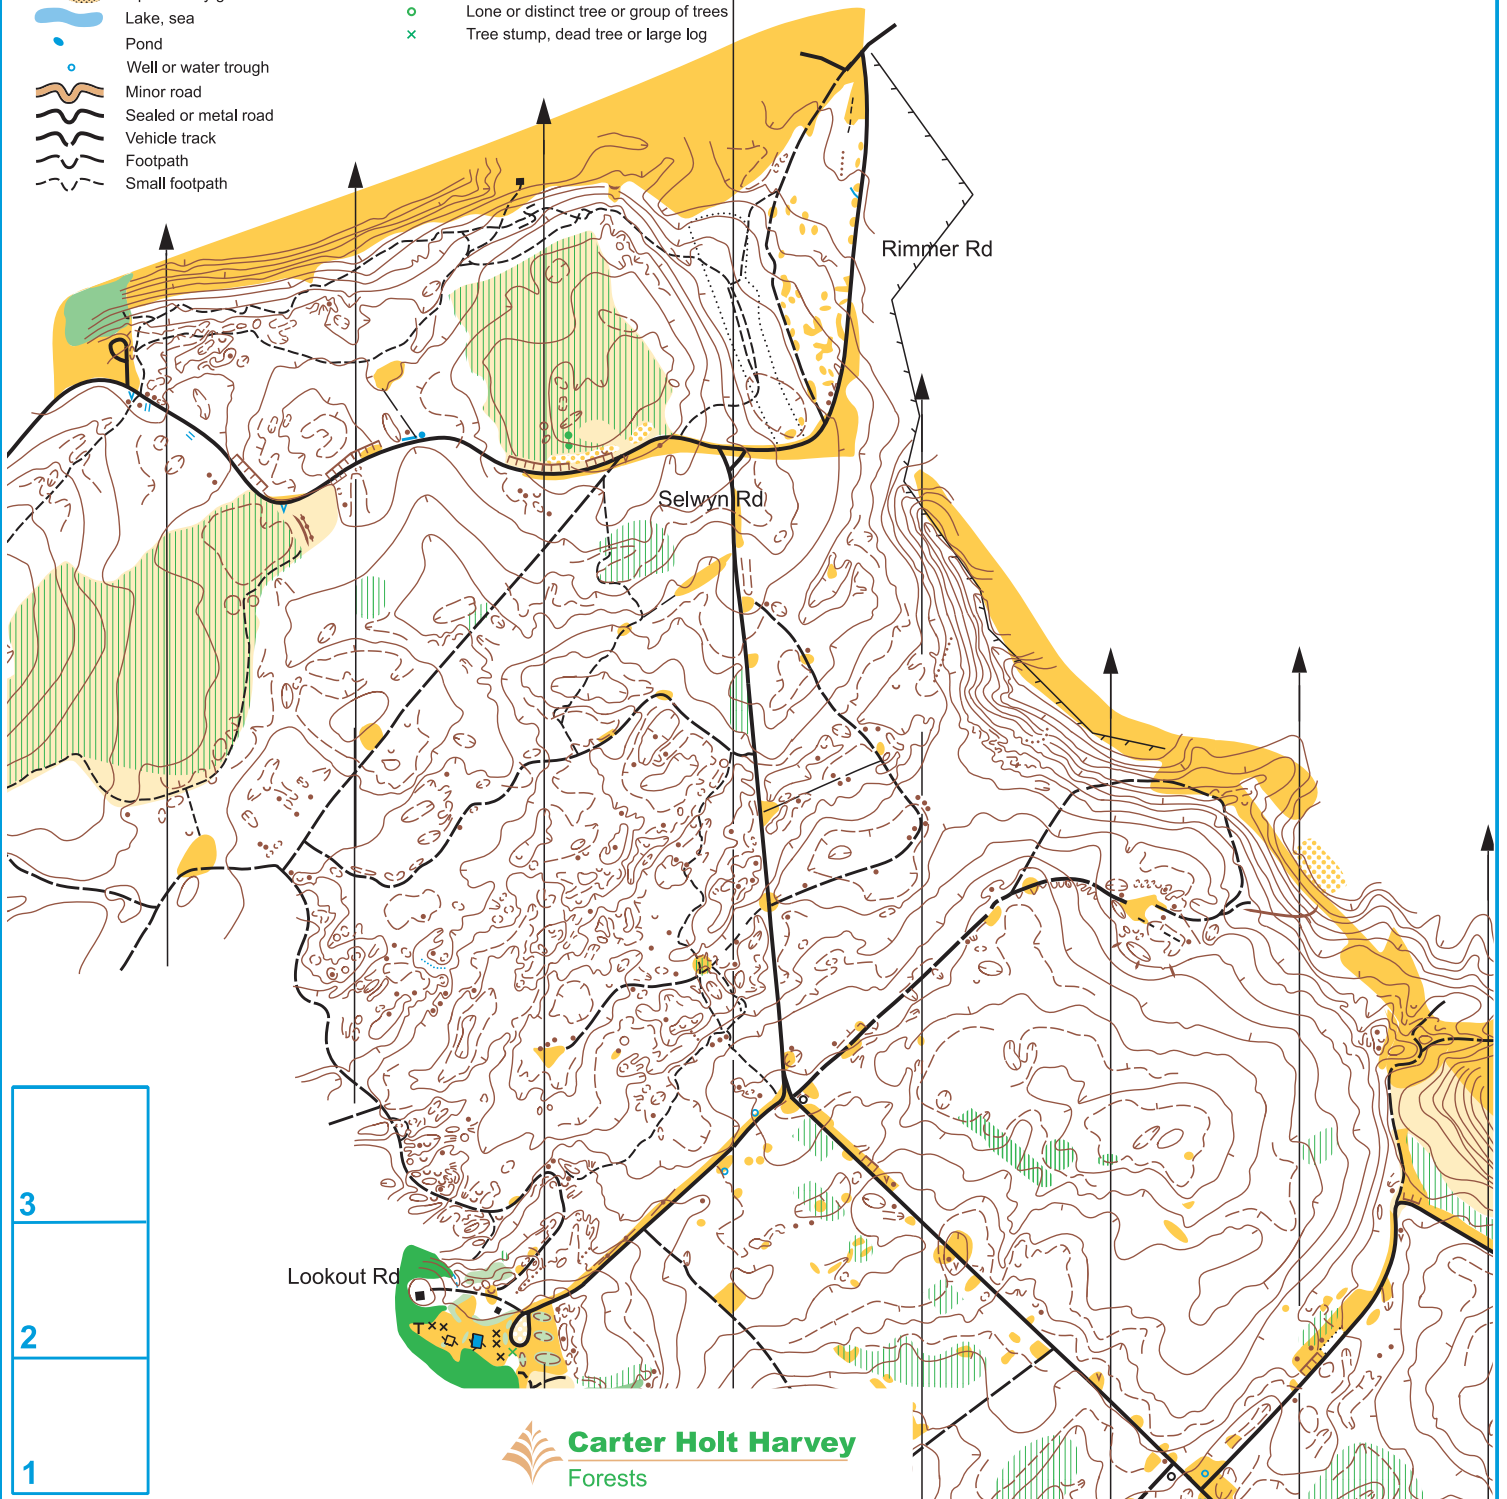 Lake, sea
Pond
Well or water trough
Minor road
Sealed or metal road
Vehicle track
Footpath
Small footpath
Lone or distinct tree or group of trees
Tree stump, dead tree or large log
Rimmer Rd
Selwyn Rd
Lookout Rd
3
2
1
Carter Holt Harvey
Forests